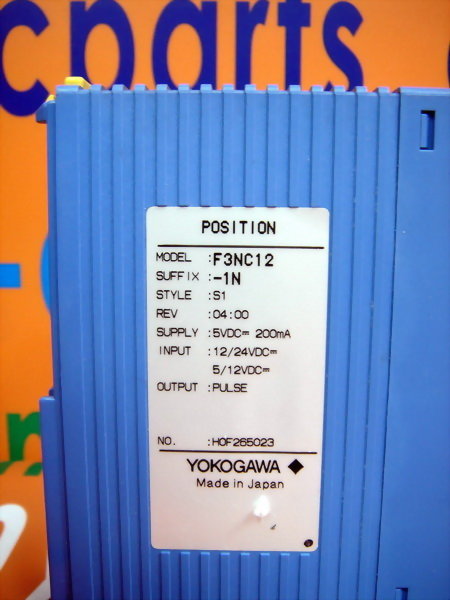 cparts
POSITION
MODEL :F3NC12
SUFFIX :-1N
STYLE :S1
REV :04:00
SUPPLY :5VDC⎓ 200mA
INPUT :12/24VDC⎓
5/12VDC⎓
OUTPUT :PULSE
NO. :H0F265023
YOKOGAWA ◆
Made in Japan